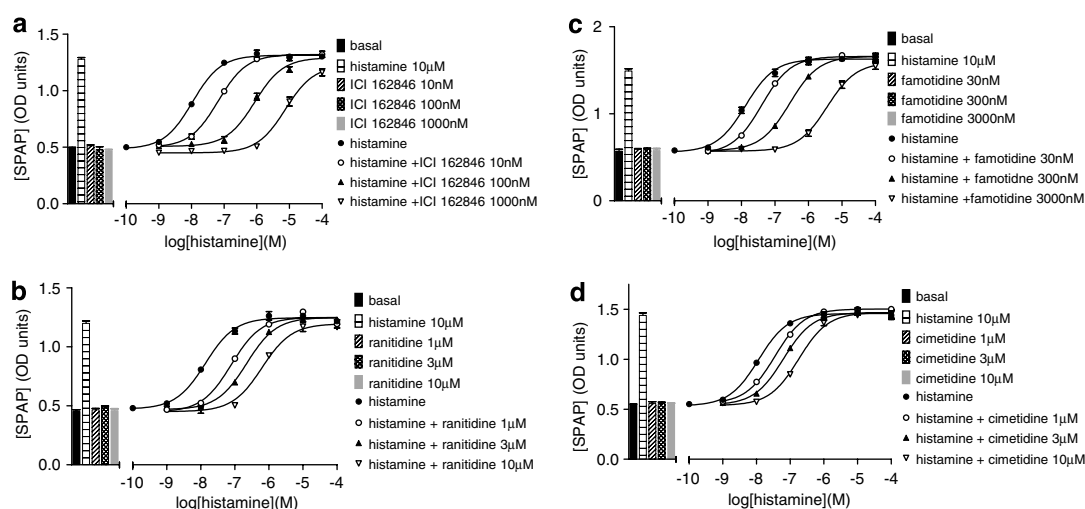 a
[SPAP] (OD units)
1.5
1.0
0.5
0.0
-10 -9 -8 -7 -6 -5 -4
log[histamine](M)
basal
histamine 10µM
ICI 162846 10nM
ICI 162846 100nM
ICI 162846 1000nM
histamine
histamine +ICI 162846 10nM
histamine +ICI 162846 100nM
histamine +ICI 162846 1000nM
c
[SPAP] (OD units)
2
1
0
-10 -9 -8 -7 -6 -5 -4
log[histamine](M)
basal
histamine 10µM
famotidine 30nM
famotidine 300nM
famotidine 3000nM
histamine
histamine + famotidine 30nM
histamine + famotidine 300nM
histamine +famotidine 3000nM
b
[SPAP] (OD units)
1.5
1.0
0.5
0.0
-10 -9 -8 -7 -6 -5 -4
log[histamine](M)
basal
histamine 10µM
ranitidine 1µM
ranitidine 3µM
ranitidine 10µM
histamine
histamine + ranitidine 1µM
histamine + ranitidine 3µM
histamine + ranitidine 10µM
d
[SPAP] (OD units)
1.5
1.0
0.5
0.0
-10 -9 -8 -7 -6 -5 -4
log[histamine](M)
basal
histamine 10µM
cimetidine 1µM
cimetidine 3µM
cimetidine 10µM
histamine
histamine + cimetidine 1µM
histamine + cimetidine 3µM
histamine + cimetidine 10µM